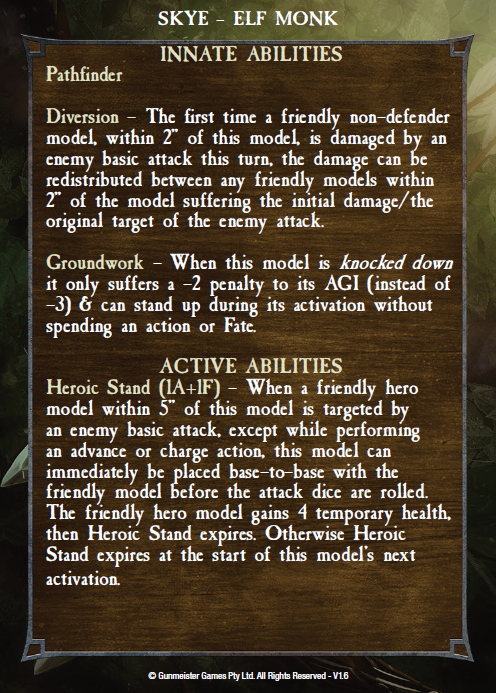 SKYE – ELF MONK
INNATE ABILITIES
Pathfinder
Diversion – The first time a friendly non-defender
model, within 2" of this model, is damaged by an
enemy basic attack this turn, the damage can be
redistributed between any friendly models within
2" of the model suffering the initial damage/the
original target of the enemy attack.
Groundwork – When this model is knocked down
it only suffers a -2 penalty to its AGI (instead of
-3) & can stand up during its activation without
spending an action or Fate.
ACTIVE ABILITIES
Heroic Stand (1A+1F) – When a friendly hero
model within 5" of this model is targeted by
an enemy basic attack, except while performing
an advance or charge action, this model can
immediately be placed base-to-base with the
friendly model before the attack dice are rolled.
The friendly hero model gains 4 temporary health,
then Heroic Stand expires. Otherwise Heroic
Stand expires at the start of this model's next
activation.
© Gunmeister Games Pty Ltd. All Rights Reserved - V1.6